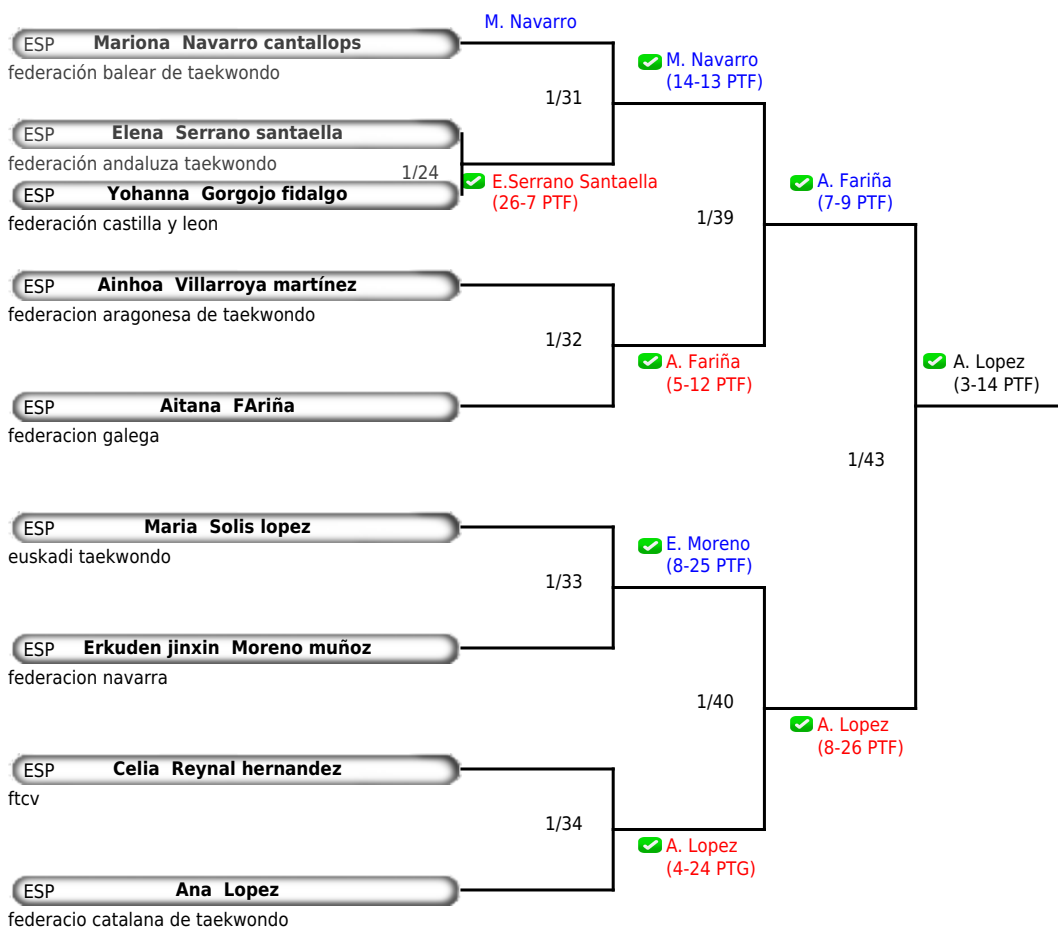 M. Navarro
ESP Mariona Navarro cantallops
federación balear de taekwondo
M. Navarro
(14-13 PTF)
1/31
ESP Elena Serrano santaella
federación andaluza taekwondo
1/24
E.Serrano Santaella
(26-7 PTF)
ESP Yohanna Gorgojo fidalgo
federación castilla y leon
A. Fariña
(7-9 PTF)
1/39
ESP Ainhoa Villarroya martínez
federacion aragonesa de taekwondo
1/32
A. Fariña
(5-12 PTF)
A. Lopez
(3-14 PTF)
ESP Aitana FAriña
federacion galega
1/43
ESP Maria Solis lopez
euskadi taekwondo
E. Moreno
(8-25 PTF)
1/33
ESP Erkuden jinxin Moreno muñoz
federacion navarra
1/40
A. Lopez
(8-26 PTF)
ESP Celia Reynal hernandez
ftcv
1/34
A. Lopez
(4-24 PTG)
ESP Ana Lopez
federacio catalana de taekwondo